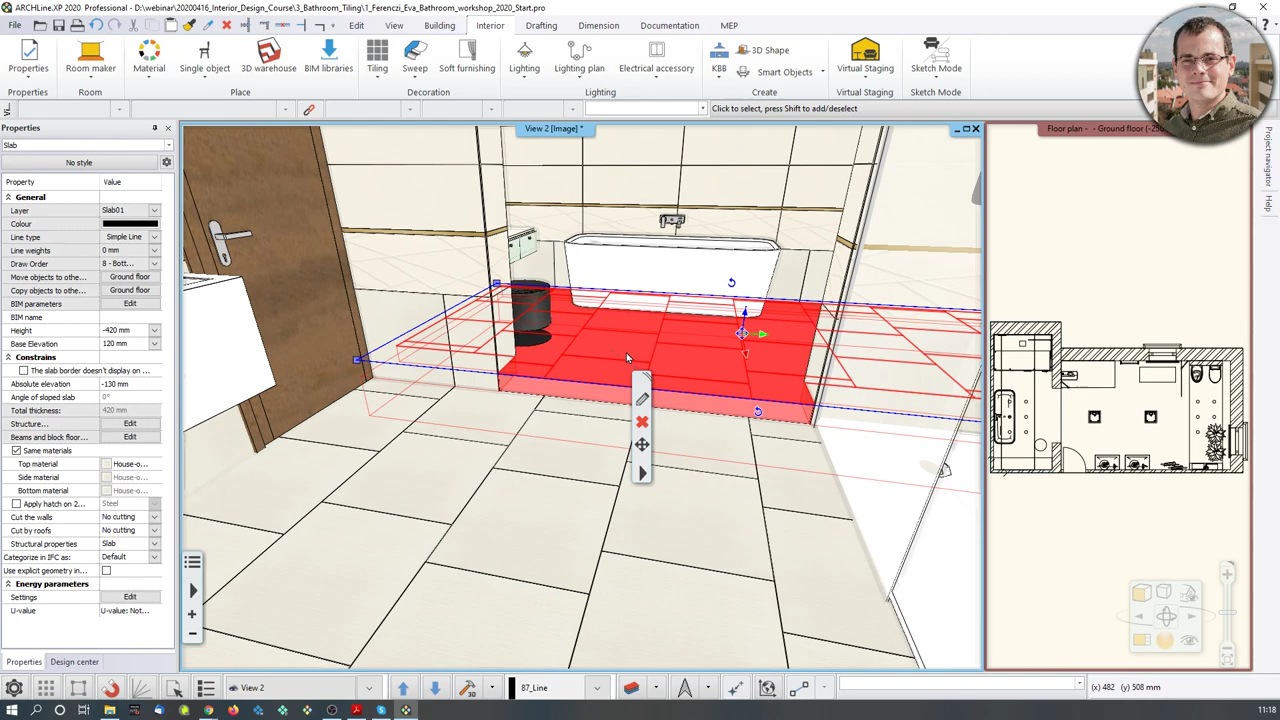 ARCHLine.XP 2020 Professional - D:\webinar\20200416_Interior_Design_Course\3_Bathroom_Tiling\1_Ferenczi_Eva_Bathroom_workshop_2020_Start.pro
File Edit View Building Interior Drafting Dimension Documentation MEP
Properties Room maker Material Single object 3D warehouse BIM libraries Tiling Sweep Soft furnishing Lighting Lighting plan Electrical accessory KBB 3D Shape Smart Objects Virtual Staging Sketch Mode
Properties Room Place Decoration Lighting Create Virtual Staging Sketch Mode
Click to select, press Shift to add/deselect
Properties
View 2 [Image] *
Floor plan - - Ground floor
Project navigator
Help
Slab
No style
Property Value
General
Layer Slab01
Colour
Line type Simple Line
Line weights 0 mm
Draw Order 8 - Bott...
Move objects to othe... Ground floor
Copy objects to othe... Ground floor
BIM parameters Edit
BIM name
Height -420 mm
Base Elevation 120 mm
Constrains
The slab border doesn't display on ...
Absolute elevation -130 mm
Angle of sloped slab 0°
Total thickness: 420 mm
Structure... Edit
Beams and block floor... Edit
Same materials
Top material House-o...
Side material House-o...
Bottom material House-o...
Apply hatch on 2... Steel
Cut the walls No cutting
Cut by roofs No cutting
Structural properties Slab
Categorize in IFC as: Default
Use explicit geometry in...
Energy parameters
Settings Edit
U-value U-value: Not...
Properties Design center
View 2
87_Line
x) 482 (y) 508 mm
11:18